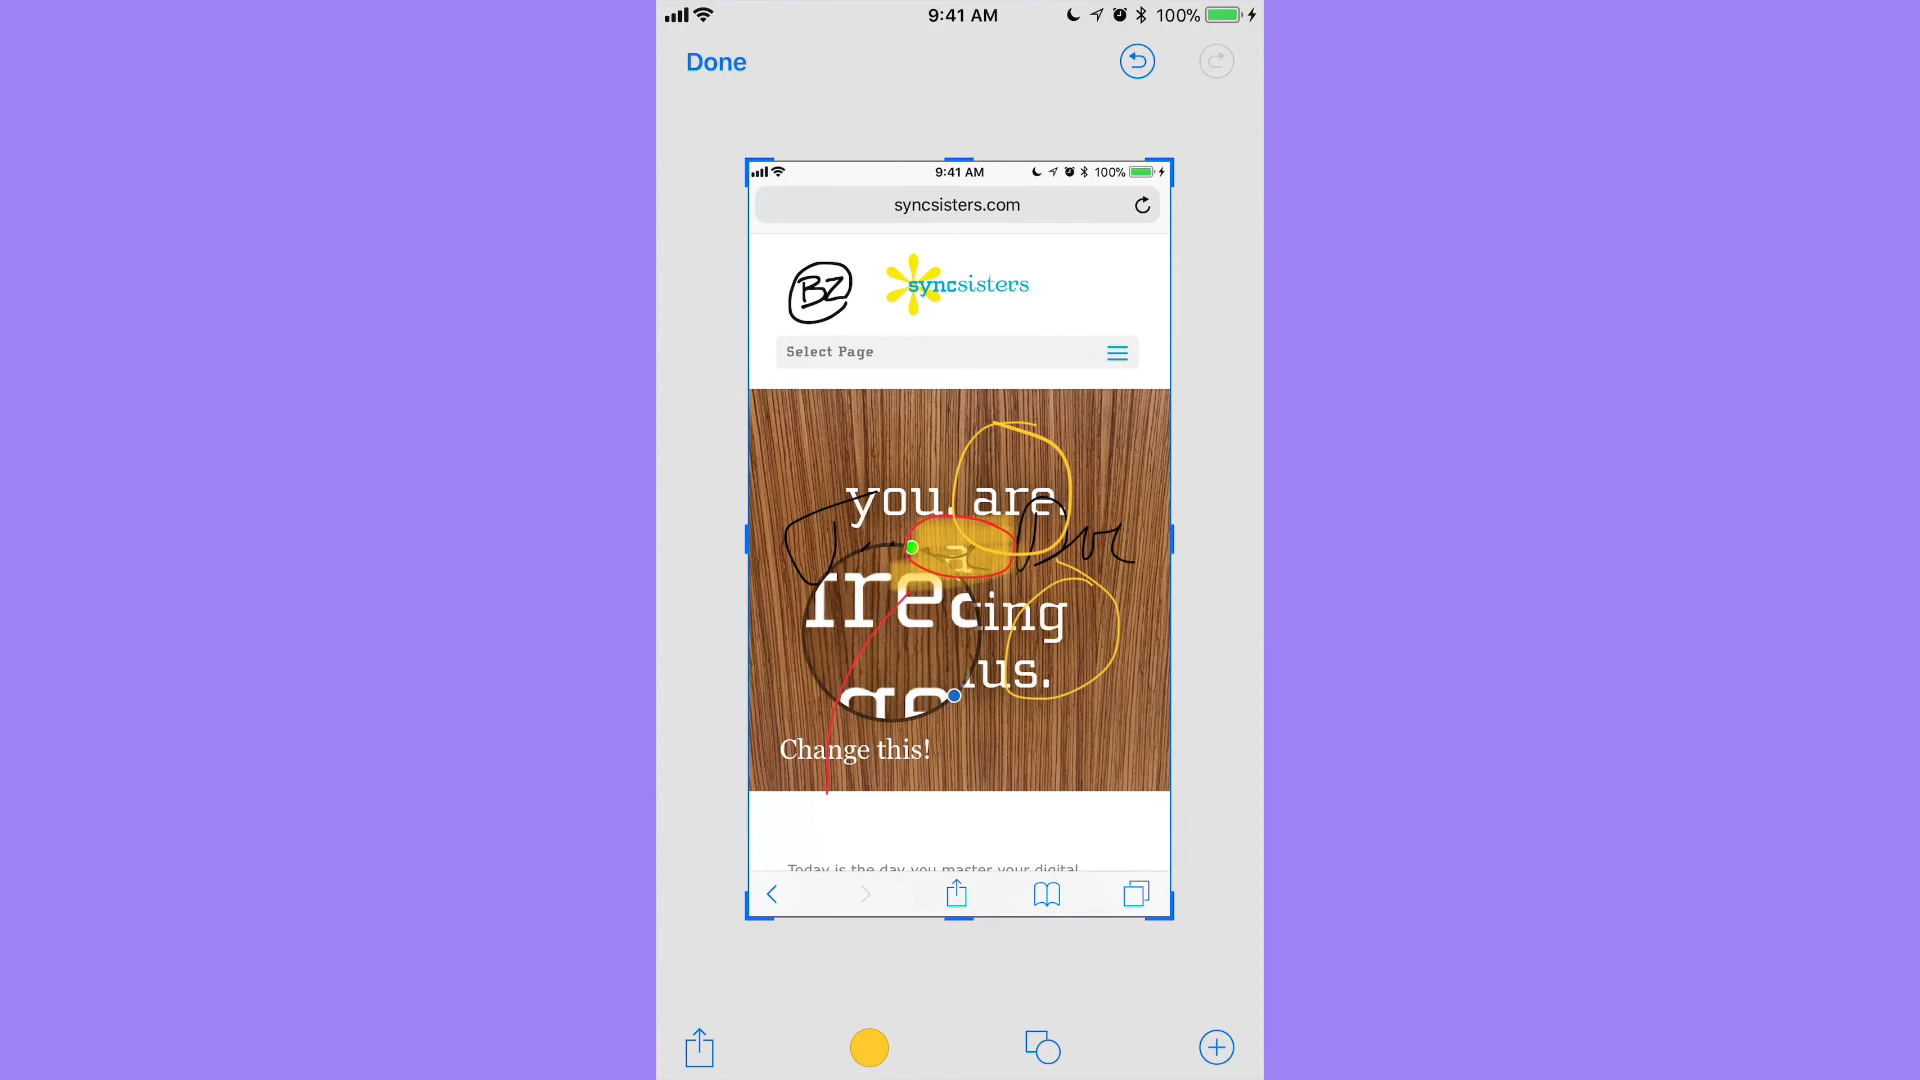 9:41 AM 100%
Done
9:41 AM 100%
syncsisters.com
BZ
syncsisters
Select Page
you. are.
a
ing
us.
Change this!
Today is the day you master your digital